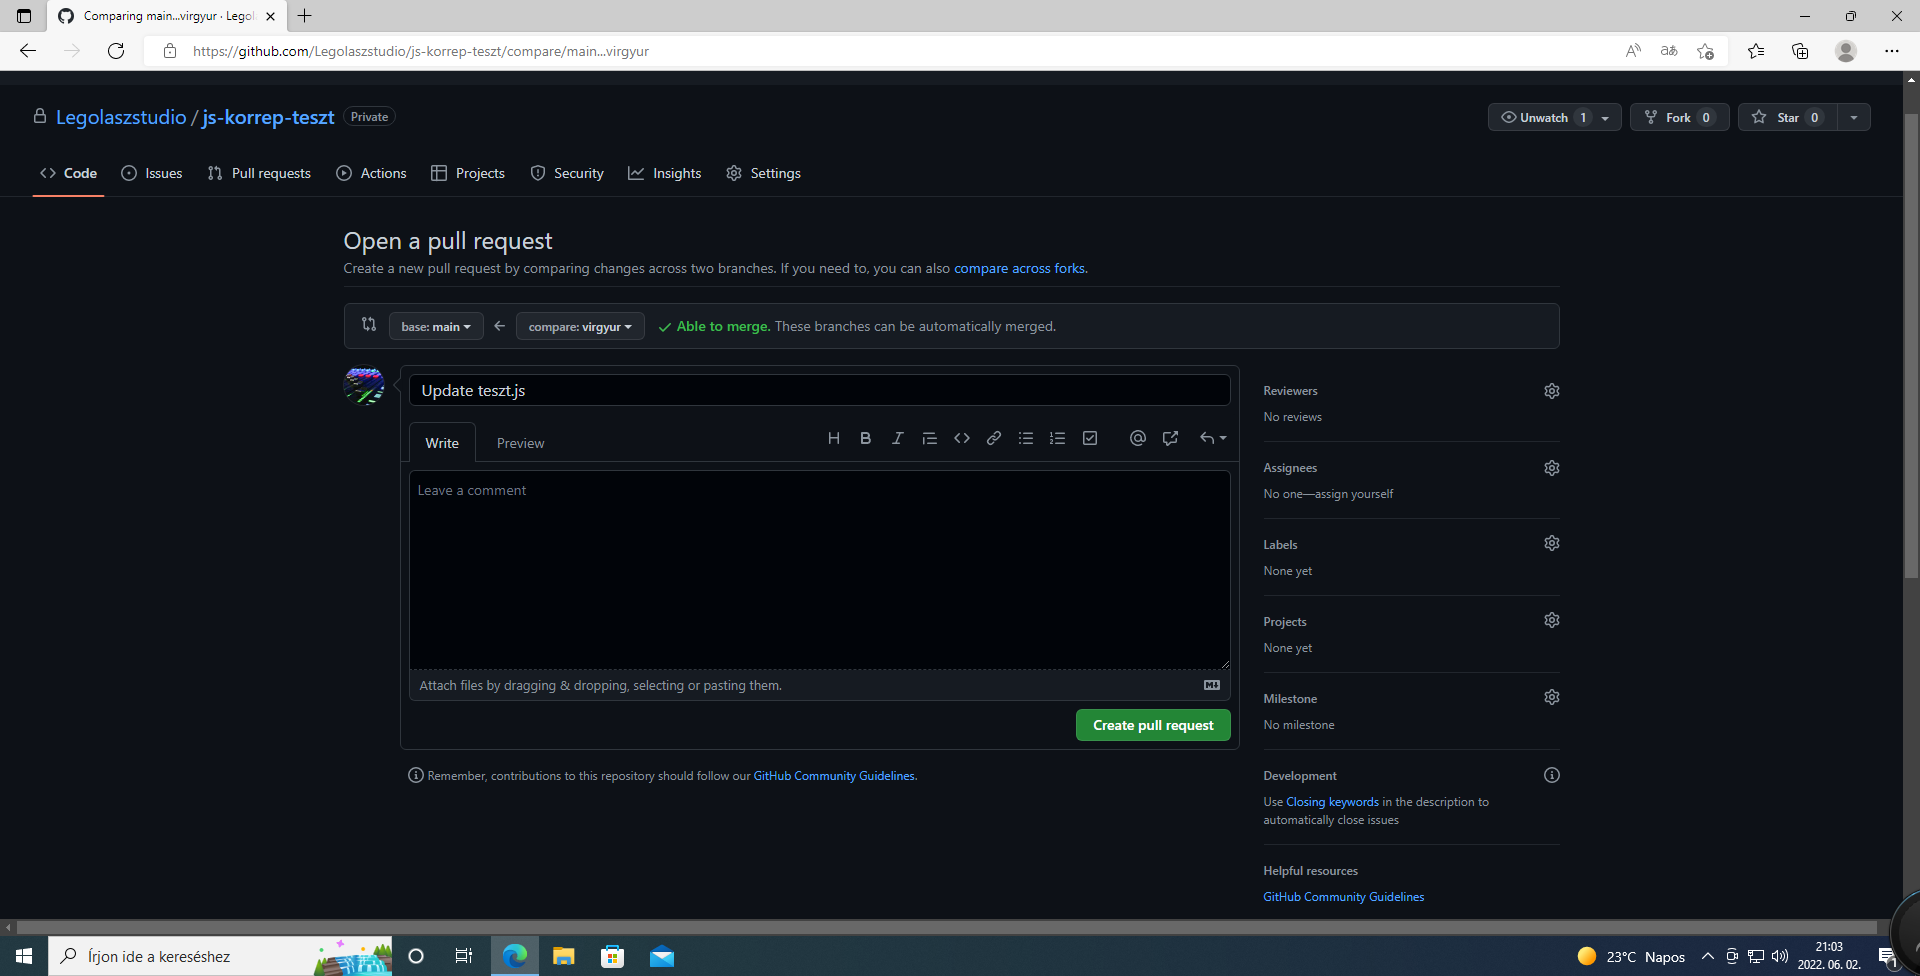 Comparing main...virgyur · Legol
https://github.com/Legolaszstudio/js-korrep-teszt/compare/main...virgyur
Legolaszstudio / js-korrep-teszt Private
Unwatch 1 Fork 0 Star 0
Code Issues Pull requests Actions Projects Security Insights Settings
Open a pull request
Create a new pull request by comparing changes across two branches. If you need to, you can also compare across forks.
base: main compare: virgyur Able to merge. These branches can be automatically merged.
Update teszt.js
Write Preview
Leave a comment
Attach files by dragging & dropping, selecting or pasting them.
Create pull request
Remember, contributions to this repository should follow our GitHub Community Guidelines.
Reviewers
No reviews
Assignees
No one—assign yourself
Labels
None yet
Projects
None yet
Milestone
No milestone
Development
Use Closing keywords in the description to
automatically close issues
Helpful resources
GitHub Community Guidelines
Írjon ide a kereséshez
23°C Napos
21:03
2022. 06. 02.
1